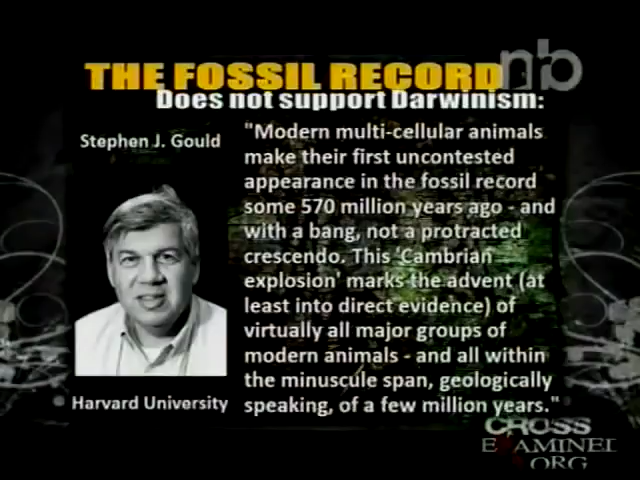 THE FOSSIL RECORD
nrb
Does not support Darwinism:
Stephen J. Gould
"Modern multi-cellular animals
make their first uncontested
appearance in the fossil record
some 570 million years ago - and
with a bang, not a protracted
crescendo. This 'Cambrian
explosion' marks the advent (at
least into direct evidence) of
virtually all major groups of
modern animals - and all within
the minuscule span, geologically
speaking, of a few million years."
Harvard University
CROSS
EXAMINED
.ORG